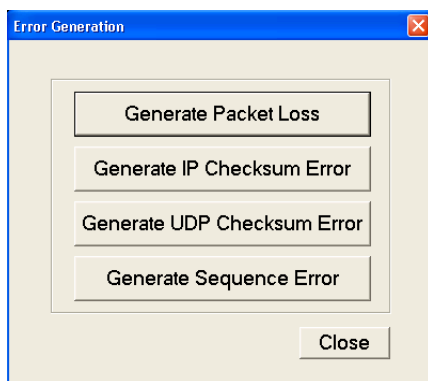 Error Generation
Generate Packet Loss
Generate IP Checksum Error
Generate UDP Checksum Error
Generate Sequence Error
Close